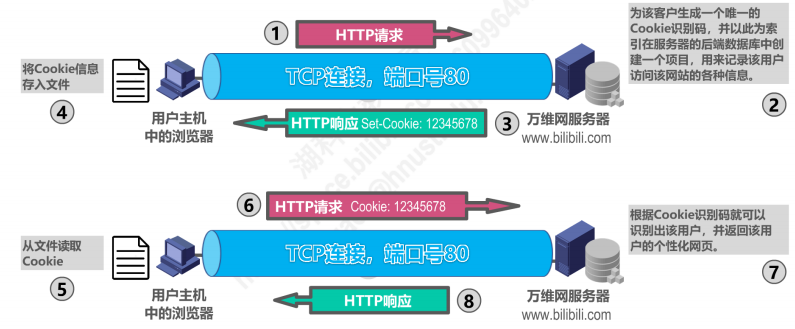 ① HTTP请求
为该客户生成一个唯一的
Cookie识别码，并以此为索
引在服务器的后端数据库中创
建一个项目，用来记录该用户
访问该网站的各种信息。
②
将Cookie信息
存入文件
④
TCP连接，端口号80
用户主机
中的浏览器
HTTP响应 Set-Cookie: 12345678 ③
万维网服务器
www.bilibili.com
⑥ HTTP请求 Cookie: 12345678
根据Cookie识别码就可以
识别出该用户，并返回该用
户的个性化网页。
⑦
从文件读取
Cookie
⑤
TCP连接，端口号80
用户主机
中的浏览器
HTTP响应 ⑧
万维网服务器
www.bilibili.com